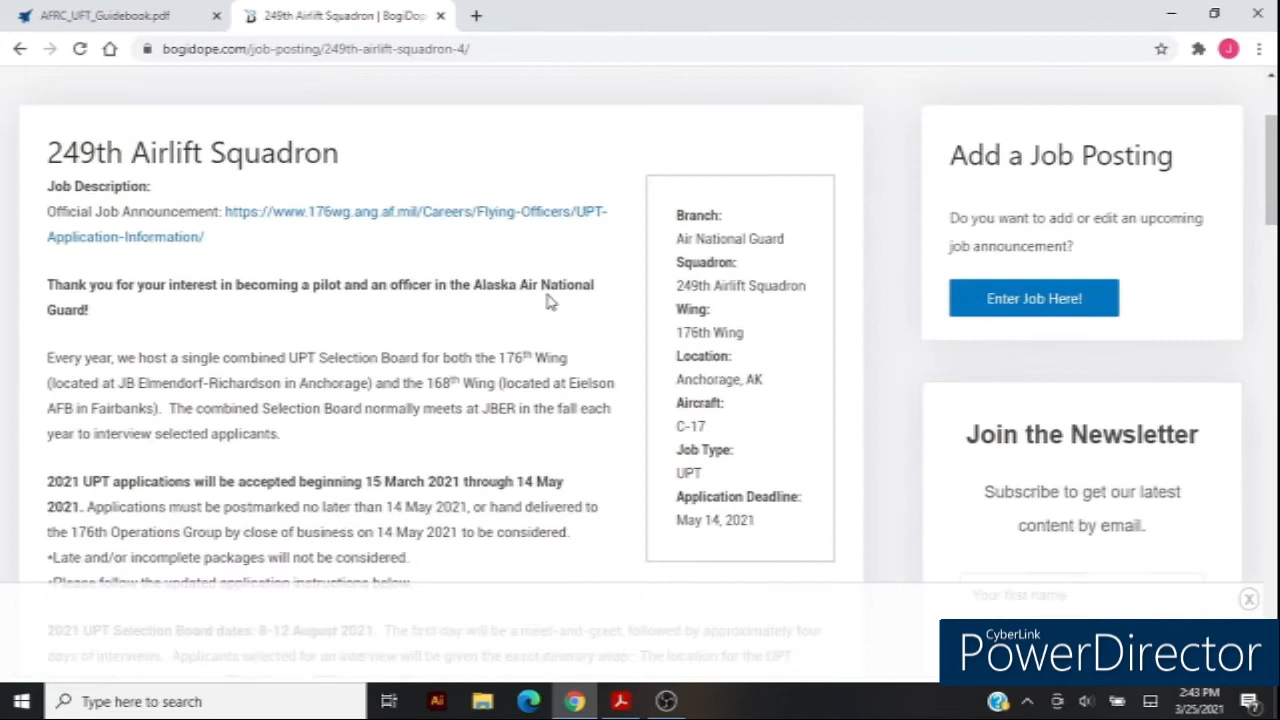 AFRC_UFT_Guidebook.pdf
249th Airlift Squadron | BogiDop
bogidope.com/job-posting/249th-airlift-squadron-4/
J
249th Airlift Squadron
Job Description:
Official Job Announcement: https://www.176wg.ang.af.mil/Careers/Flying-Officers/UPT-
Application-Information/
Thank you for your interest in becoming a pilot and an officer in the Alaska Air National
Guard!
Every year, we host a single combined UPT Selection Board for both the 176th Wing
(located at JB Elmendorf-Richardson in Anchorage) and the 168th Wing (located at Eielson
AFB in Fairbanks). The combined Selection Board normally meets at JBER in the fall each
year to interview selected applicants.
2021 UPT applications will be accepted beginning 15 March 2021 through 14 May
2021. Applications must be postmarked no later than 14 May 2021, or hand delivered to
the 176th Operations Group by close of business on 14 May 2021 to be considered.
•Late and/or incomplete packages will not be considered.
•Please follow the updated application instructions below.
2021 UPT Selection Board dates: 8-12 August 2021 The first day will be a meet-and-greet, followed by approximately four
days of interviews. Applicants selected for an interview will be given the exact itinerary The location for the UPT
Branch:
Air National Guard
Squadron:
249th Airlift Squadron
Wing:
176th Wing
Location:
Anchorage, AK
Aircraft:
C-17
Job Type:
UPT
Application Deadline:
May 14, 2021
Add a Job Posting
Do you want to add or edit an upcoming
job announcement?
Enter Job Here!
Join the Newsletter
Subscribe to get our latest
content by email.
Your first name
X
CyberLink
PowerDirector
Type here to search
Ai
2:43 PM
3/25/2021